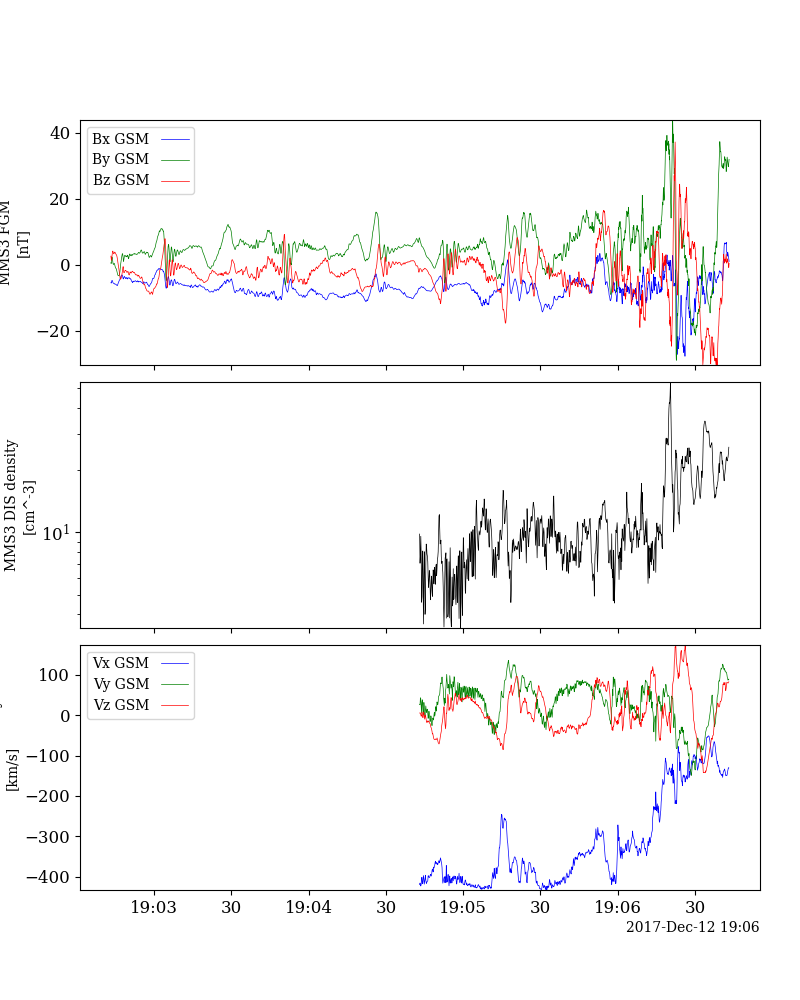 40
20
0
−20
MMS3 FGM
[nT]
Bx GSM
By GSM
Bz GSM
10^1
MMS3 DIS density
[cm^-3]
100
0
−100
−200
−300
−400
[km/s]
Vx GSM
Vy GSM
Vz GSM
19:03 30 19:04 30 19:05 30 19:06 30
2017-Dec-12 19:06